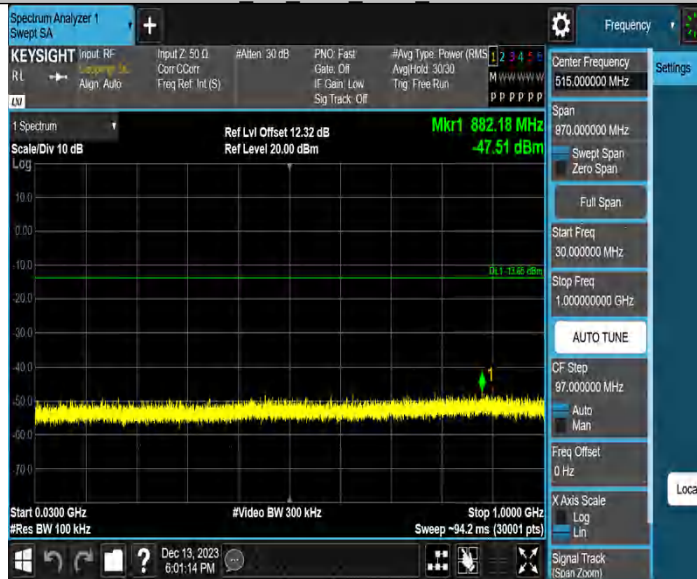 Spectrum Analyzer 1
Swept SA
Frequency
KEYSIGHT
Input: RF
Input Z: 50 Ω
#Atten: 30 dB
PNO: Fast
#Avg Type: Power (RMS)
1 2 3 4 5 6
RL
Coupling: DC
Corr CCorr
Gate: Off
Avg|Hold: 30/30
M W W W W W
Align: Auto
Freq Ref: Int (S)
IF Gain: Low
Trig: Free Run
P P P P P P
Sig Track: Off
LXI
1 Spectrum
Ref Lvl Offset 12.32 dB
Mkr1 882.18 MHz
Scale/Div 10 dB
Ref Level 20.00 dBm
-47.51 dBm
Log
10.0
0.00
-10.0
DL1 -13.65 dBm
-20.0
-30.0
-40.0
1
-50.0
-60.0
-70.0
Start 0.0300 GHz
#Video BW 300 kHz
Stop 1.0000 GHz
#Res BW 100 kHz
Sweep ~94.2 ms (30001 pts)
?
Dec 13, 2023
6:01:14 PM
Center Frequency
515.000000 MHz
Settings
Span
970.000000 MHz
Swept Span
Zero Span
Full Span
Start Freq
30.000000 MHz
Stop Freq
1.000000000 GHz
AUTO TUNE
CF Step
97.000000 MHz
Auto
Man
Freq Offset
0 Hz
Loca
X Axis Scale
Log
Lin
Signal Track
(Span Zoom)